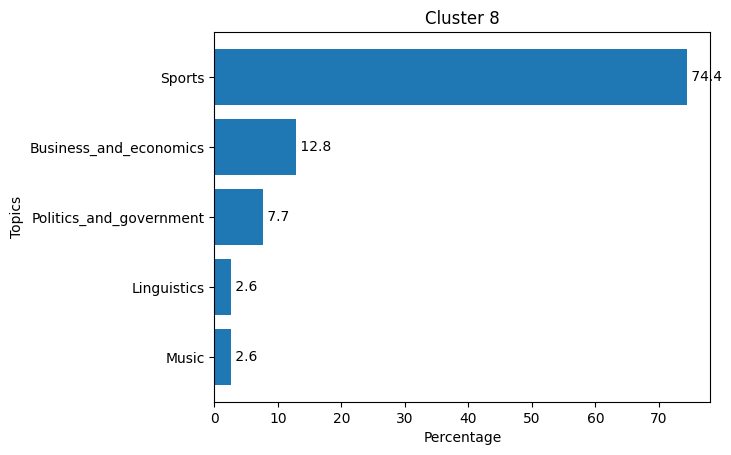 Cluster 8
Topics
Sports
74.4
Business_and_economics
12.8
Politics_and_government
7.7
Linguistics
2.6
Music
2.6
0 10 20 30 40 50 60 70
Percentage